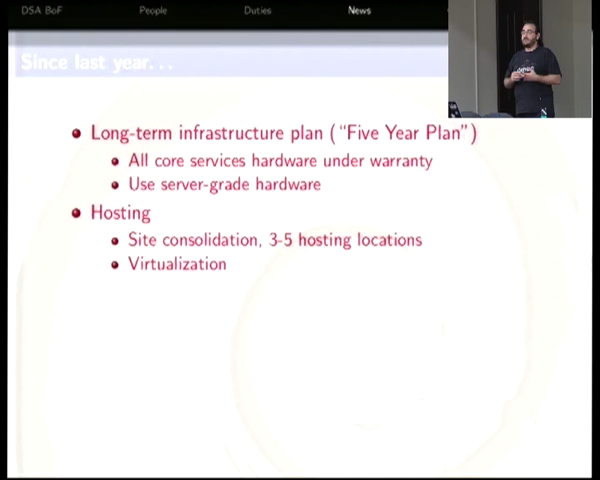 DSA BoF People Duties News
Since last year...
Long-term infrastructure plan ("Five Year Plan")
All core services hardware under warranty
Use server-grade hardware
Hosting
Site consolidation, 3-5 hosting locations
Virtualization